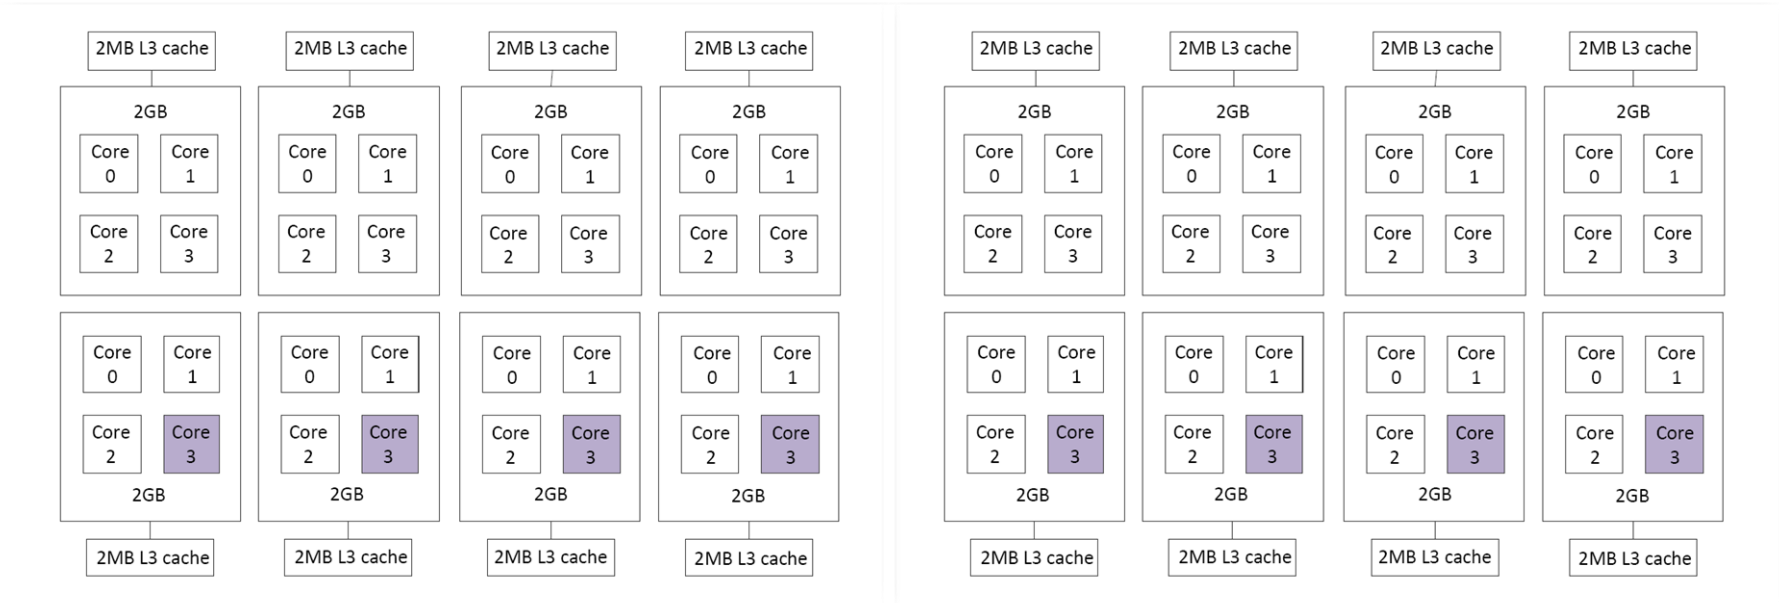 2MB L3 cache 2MB L3 cache 2MB L3 cache 2MB L3 cache 2MB L3 cache 2MB L3 cache 2MB L3 cache 2MB L3 cache
2GB 2GB 2GB 2GB 2GB 2GB 2GB 2GB
Core Core Core Core Core Core Core Core Core Core Core Core Core Core Core Core
0 1 0 1 0 1 0 1 0 1 0 1 0 1 0 1
Core Core Core Core Core Core Core Core Core Core Core Core Core Core Core Core
2 3 2 3 2 3 2 3 2 3 2 3 2 3 2 3
Core Core Core Core Core Core Core Core Core Core Core Core Core Core Core Core
0 1 0 1 0 1 0 1 0 1 0 1 0 1 0 1
Core Core Core Core Core Core Core Core Core Core Core Core Core Core Core Core
2 3 2 3 2 3 2 3 2 3 2 3 2 3 2 3
2GB 2GB 2GB 2GB 2GB 2GB 2GB 2GB
2MB L3 cache 2MB L3 cache 2MB L3 cache 2MB L3 cache 2MB L3 cache 2MB L3 cache 2MB L3 cache 2MB L3 cache